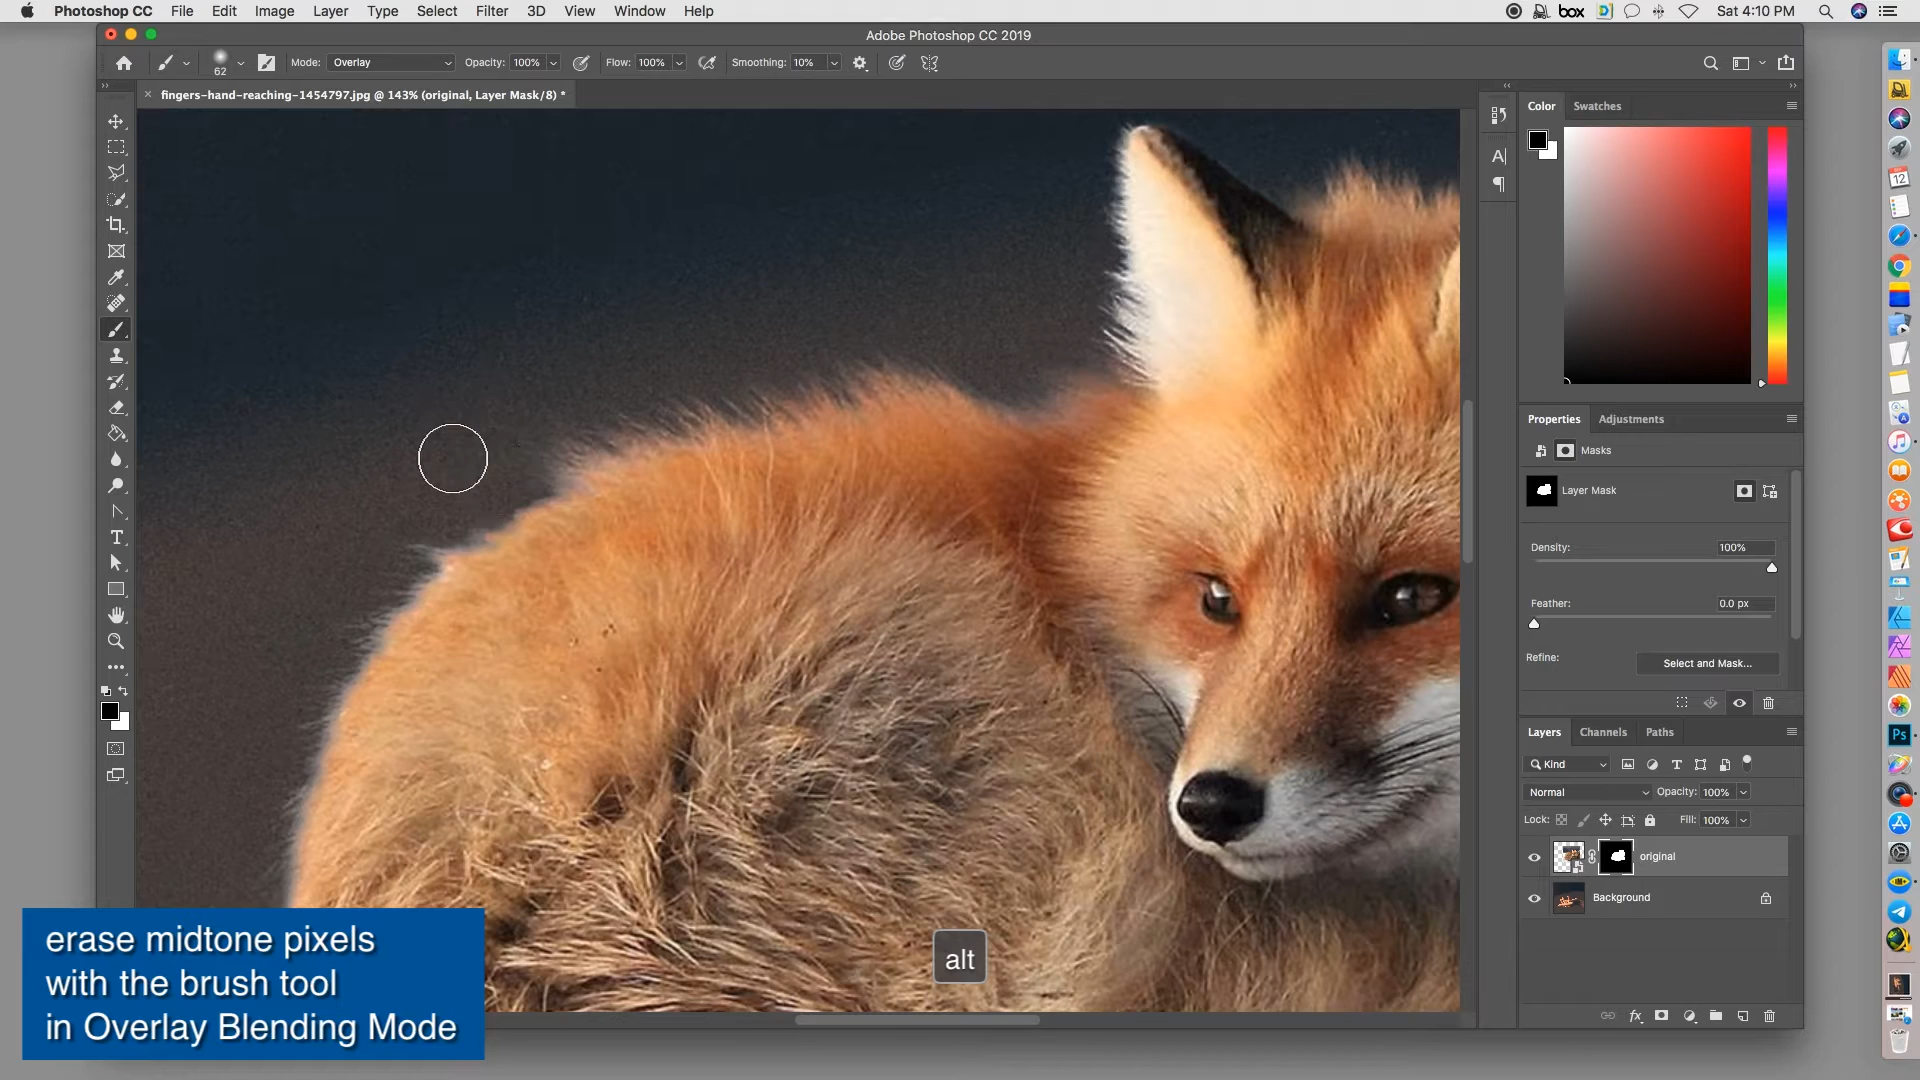 Photoshop CC File Edit Image Layer Type Select Filter 3D View Window Help box Sat 4:10 PM
Adobe Photoshop CC 2019
62 Mode: Overlay Opacity: 100% Flow: 100% Smoothing: 10%
fingers-hand-reaching-1454797.jpg @ 143% (original, Layer Mask/8) *
Color Swatches
Properties Adjustments
Masks
Layer Mask
Density: 100%
Feather: 0.0 px
Refine: Select and Mask...
Layers Channels Paths
Kind
Normal Opacity: 100%
Lock: Fill: 100%
original
Background
erase midtone pixels
with the brush tool
in Overlay Blending Mode
alt